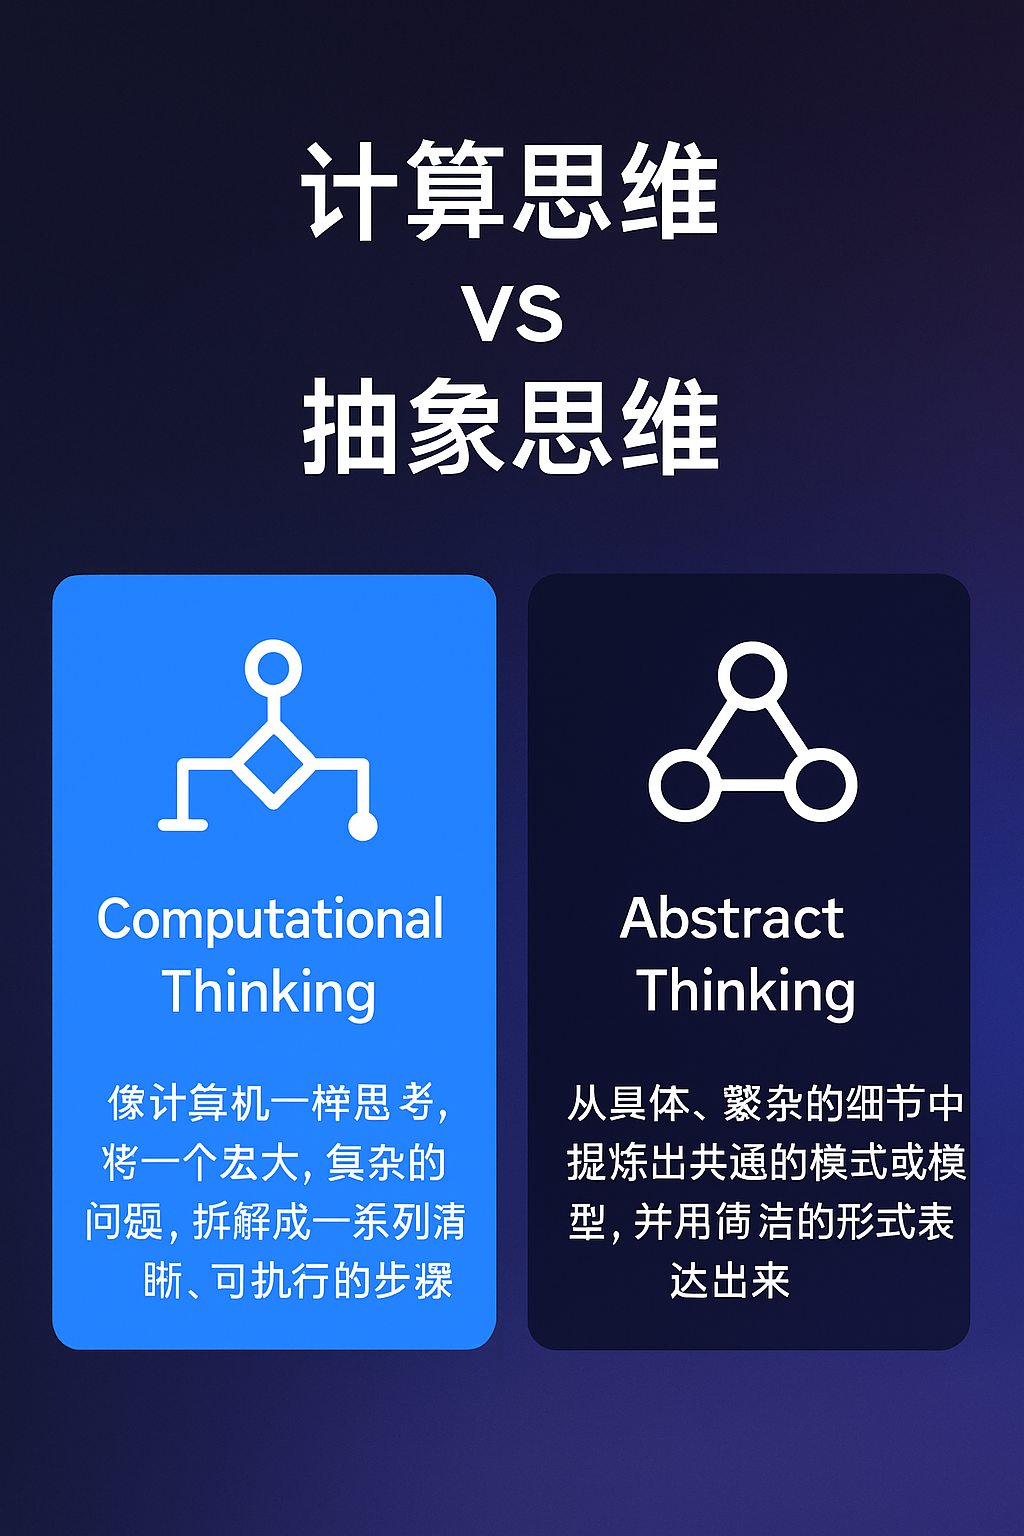 计算思维
VS
抽象思维
Computational
Thinking
像计算机一样思考,
将一个宏大, 复杂的
问题, 拆解成一系列清
晰、可执行的步骤
Abstract
Thinking
从具体、繁杂的细节中
提炼出共通的模式或模
型, 并用简洁的形式表
达出来